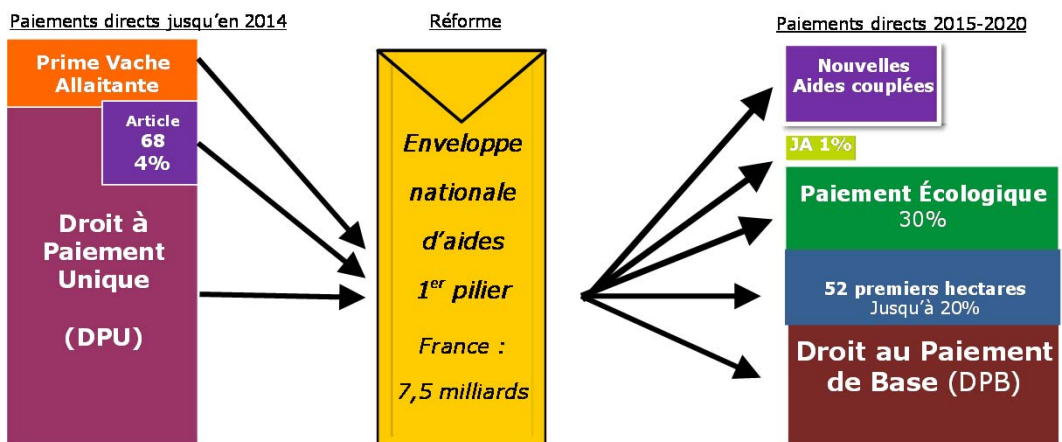 Paiements directs jusqu'en 2014
Prime Vache
Allaitante
Article
68
4%
Droit à
Paiement
Unique
(DPU)
Réforme
Enveloppe
nationale
d'aides
1er pilier
France :
7,5 milliards
Paiements directs 2015-2020
Nouvelles
Aides couplées
JA 1%
Paiement Écologique
30%
52 premiers hectares
Jusqu'à 20%
Droit au Paiement
de Base (DPB)